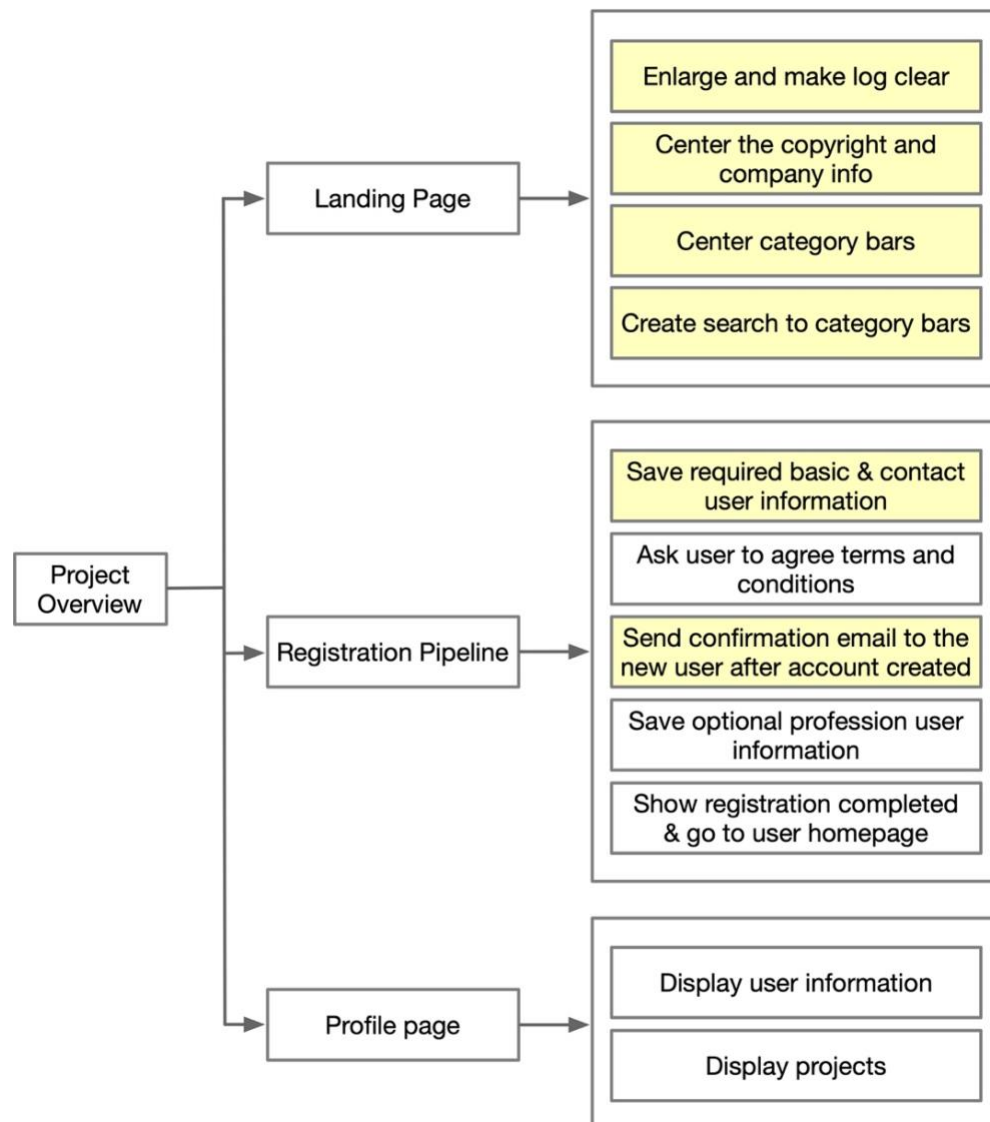 Project
Overview
Landing Page
Enlarge and make log clear
Center the copyright and
company info
Center category bars
Create search to category bars
Registration Pipeline
Save required basic & contact
user information
Ask user to agree terms and
conditions
Send confirmation email to the
new user after account created
Save optional profession user
information
Show registration completed
& go to user homepage
Profile page
Display user information
Display projects